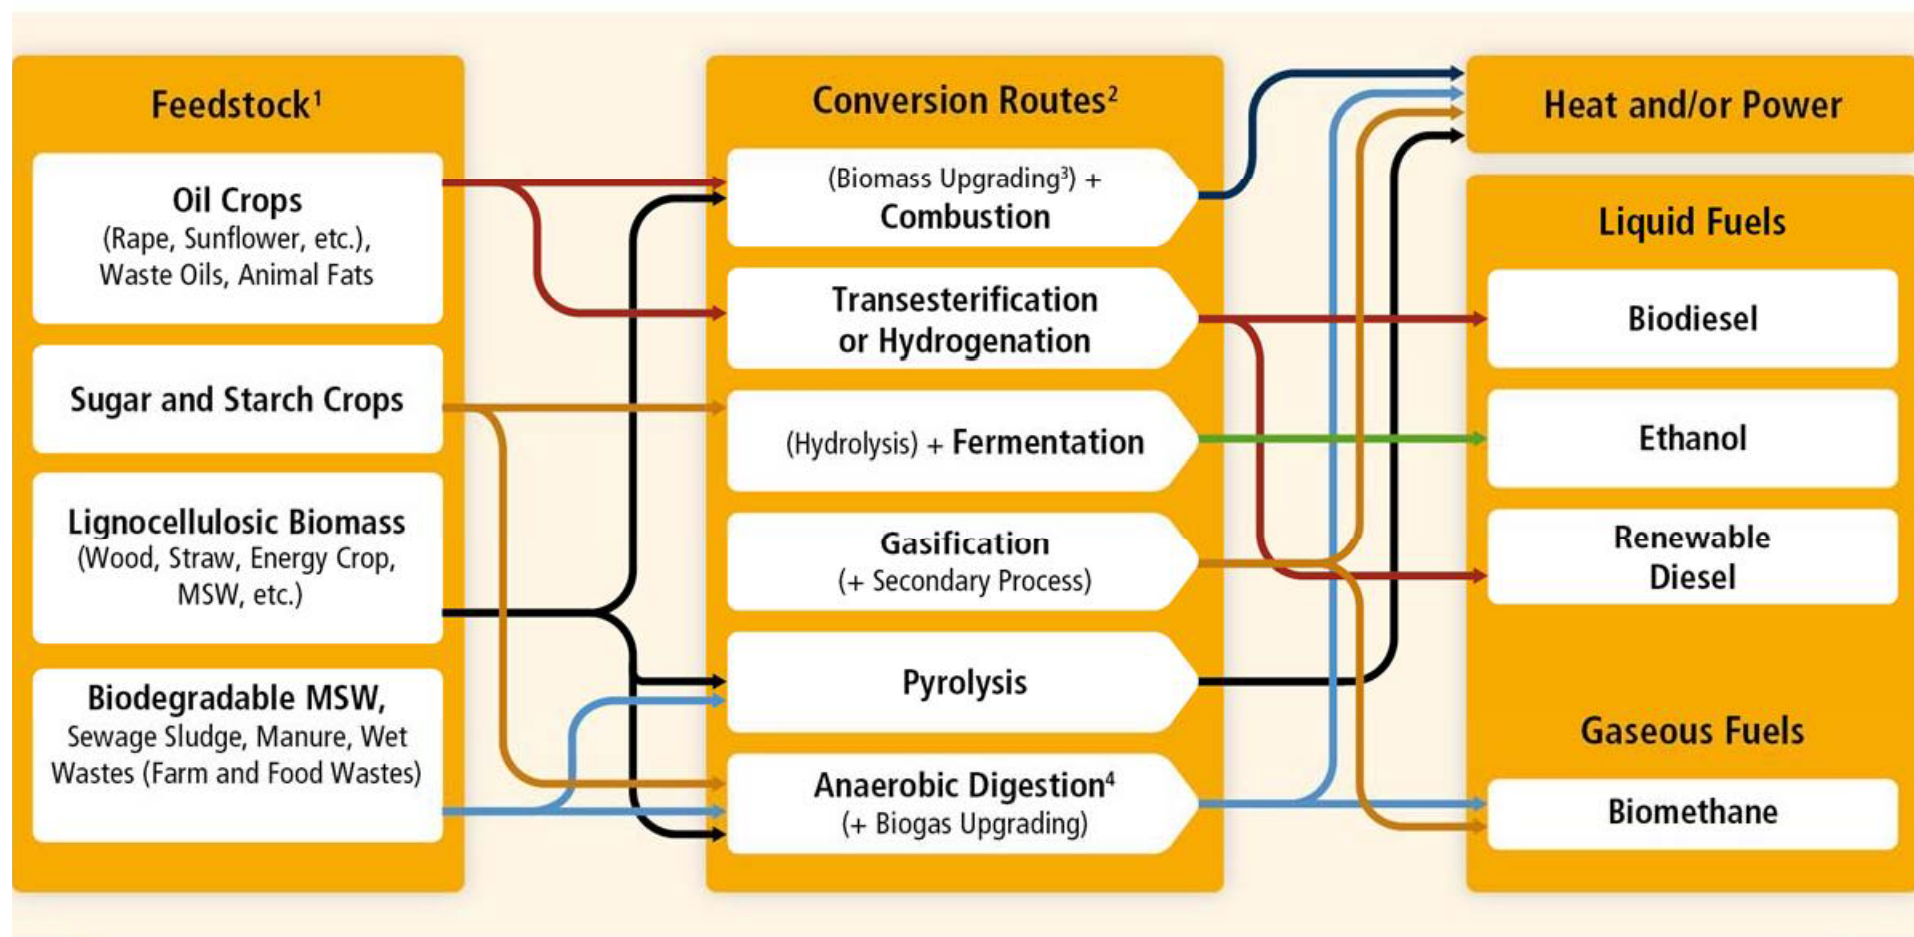 Feedstock¹
Oil Crops
(Rape, Sunflower, etc.),
Waste Oils, Animal Fats
Sugar and Starch Crops
Lignocellulosic Biomass
(Wood, Straw, Energy Crop,
MSW, etc.)
Biodegradable MSW,
Sewage Sludge, Manure, Wet
Wastes (Farm and Food Wastes)
Conversion Routes²
(Biomass Upgrading³) +
Combustion
Transesterification
or Hydrogenation
(Hydrolysis) + Fermentation
Gasification
(+ Secondary Process)
Pyrolysis
Anaerobic Digestion⁴
(+ Biogas Upgrading)
Heat and/or Power
Liquid Fuels
Biodiesel
Ethanol
Renewable
Diesel
Gaseous Fuels
Biomethane